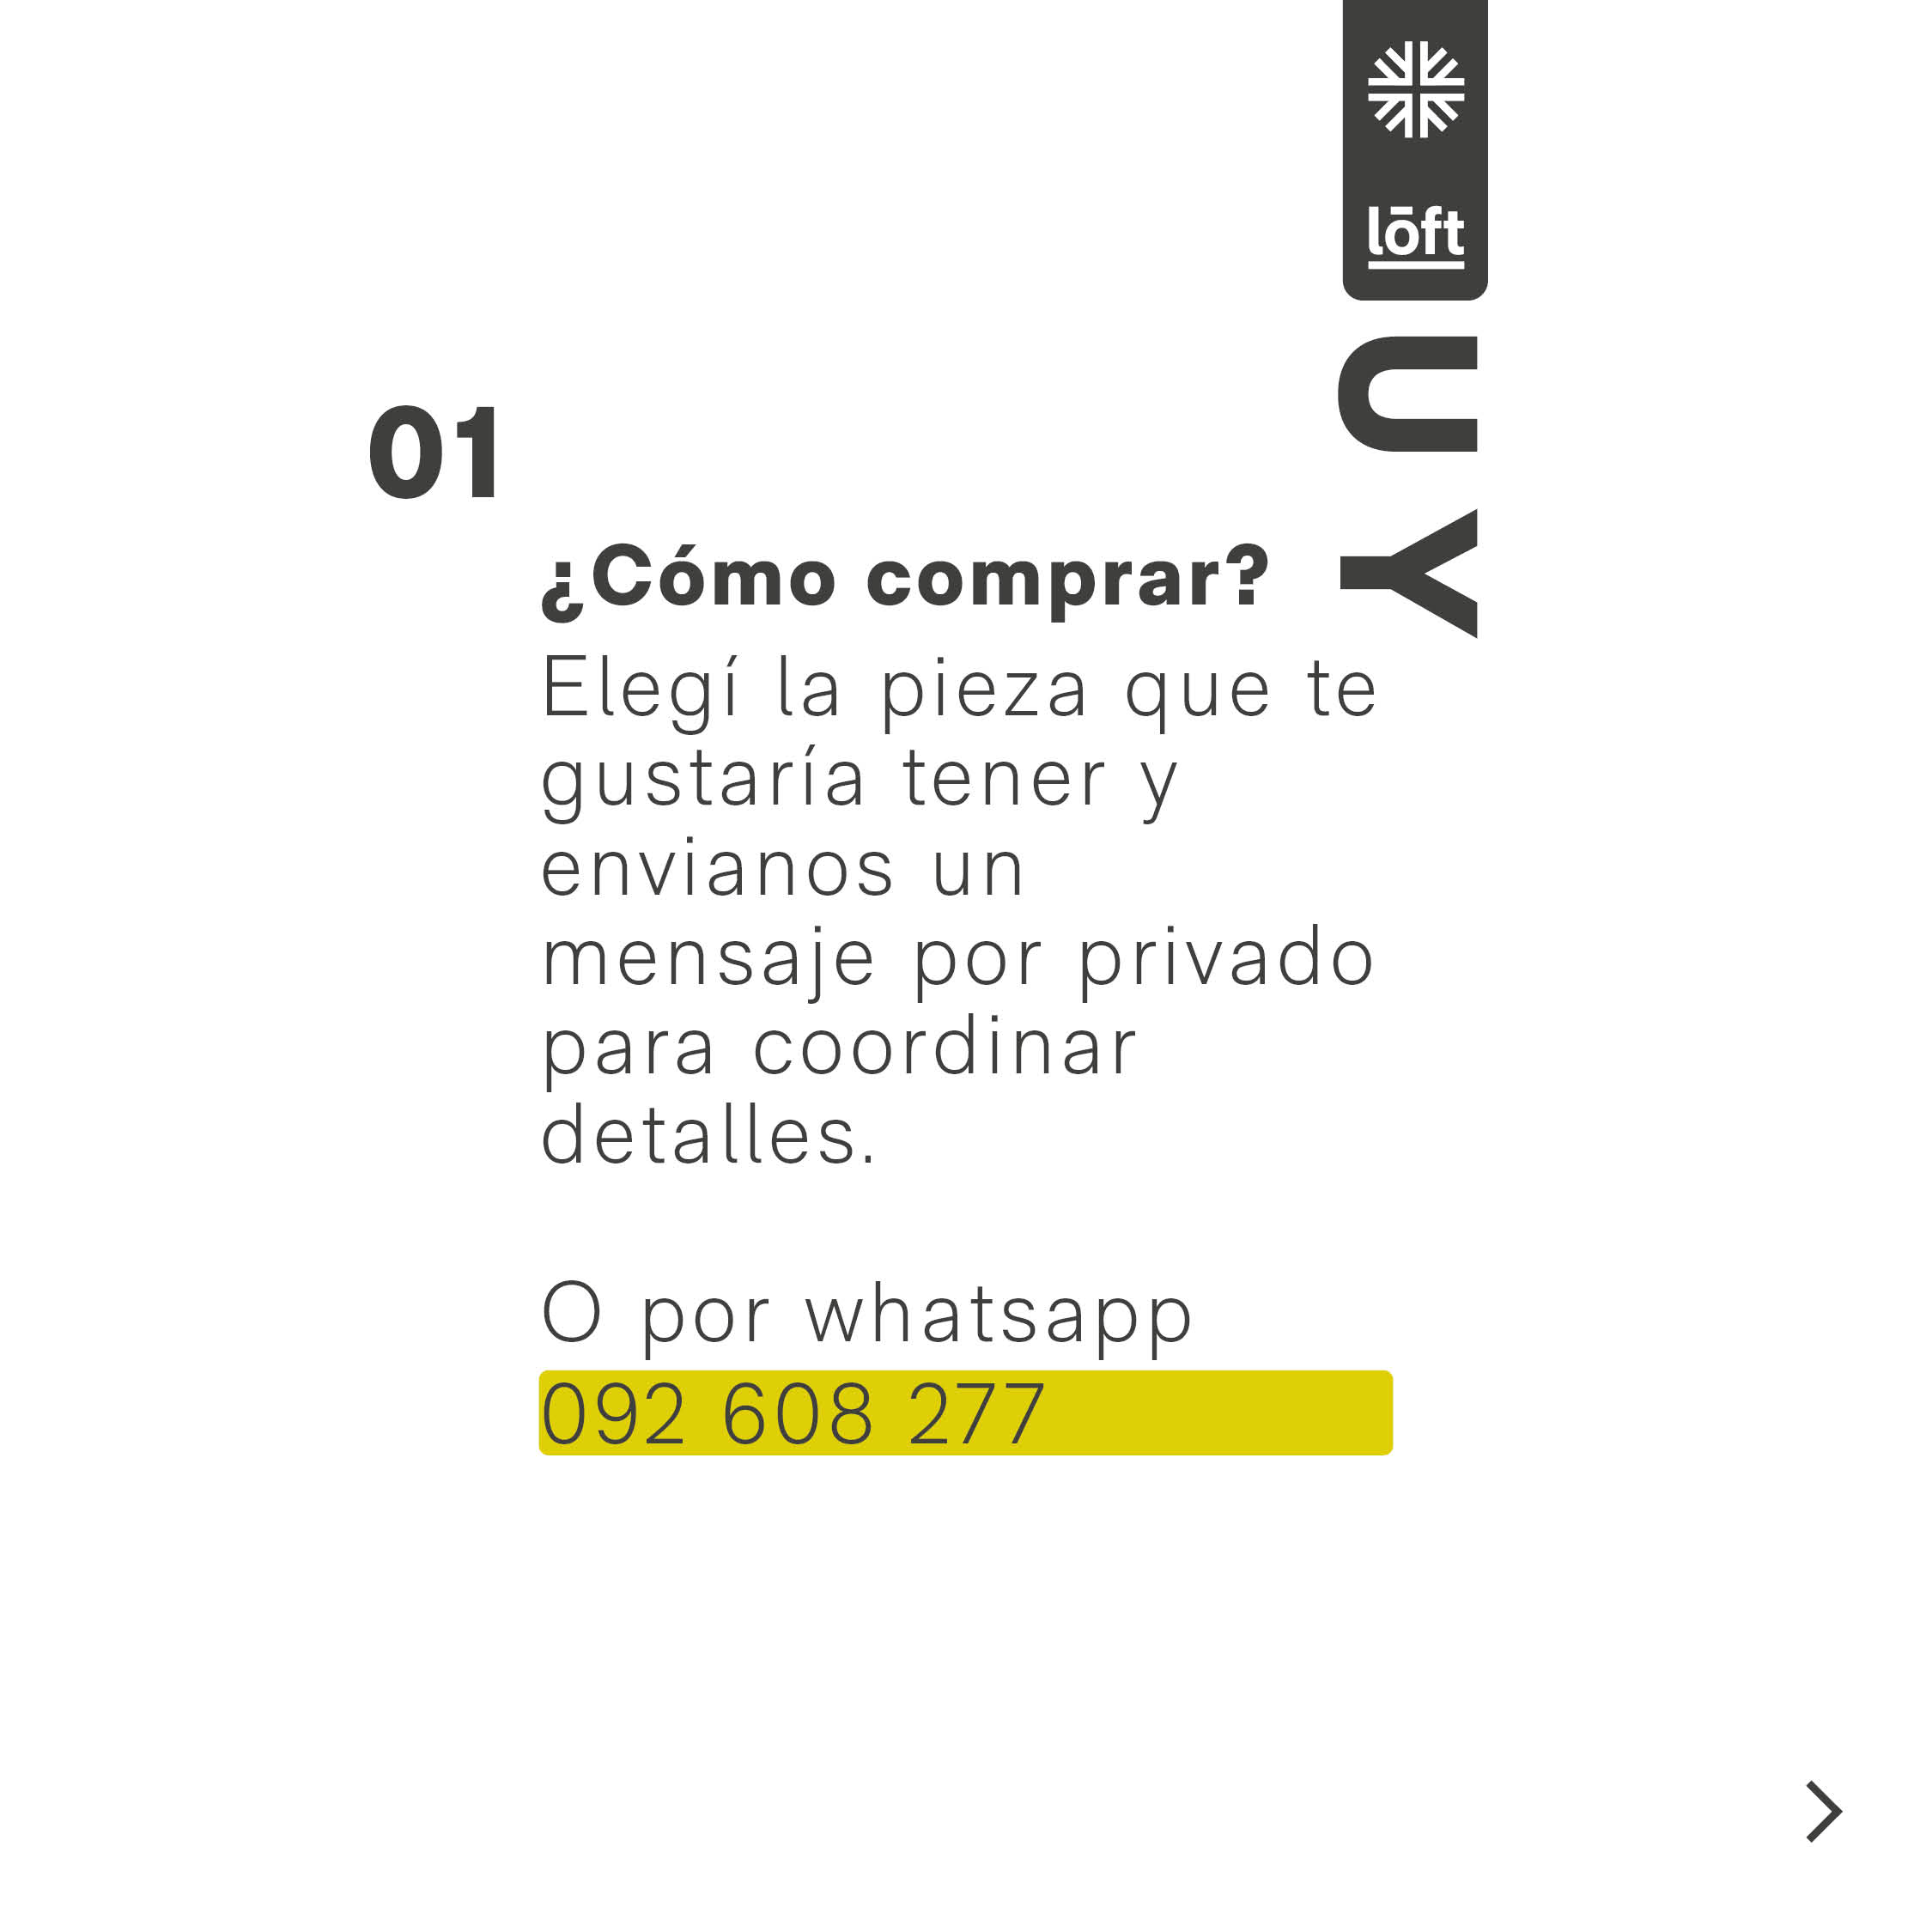 lōft
UY
01
¿Cómo comprar?
Elegí la pieza que te
gustaría tener y
envianos un
mensaje por privado
para coordinar
detalles.
O por whatsapp
092 608 277